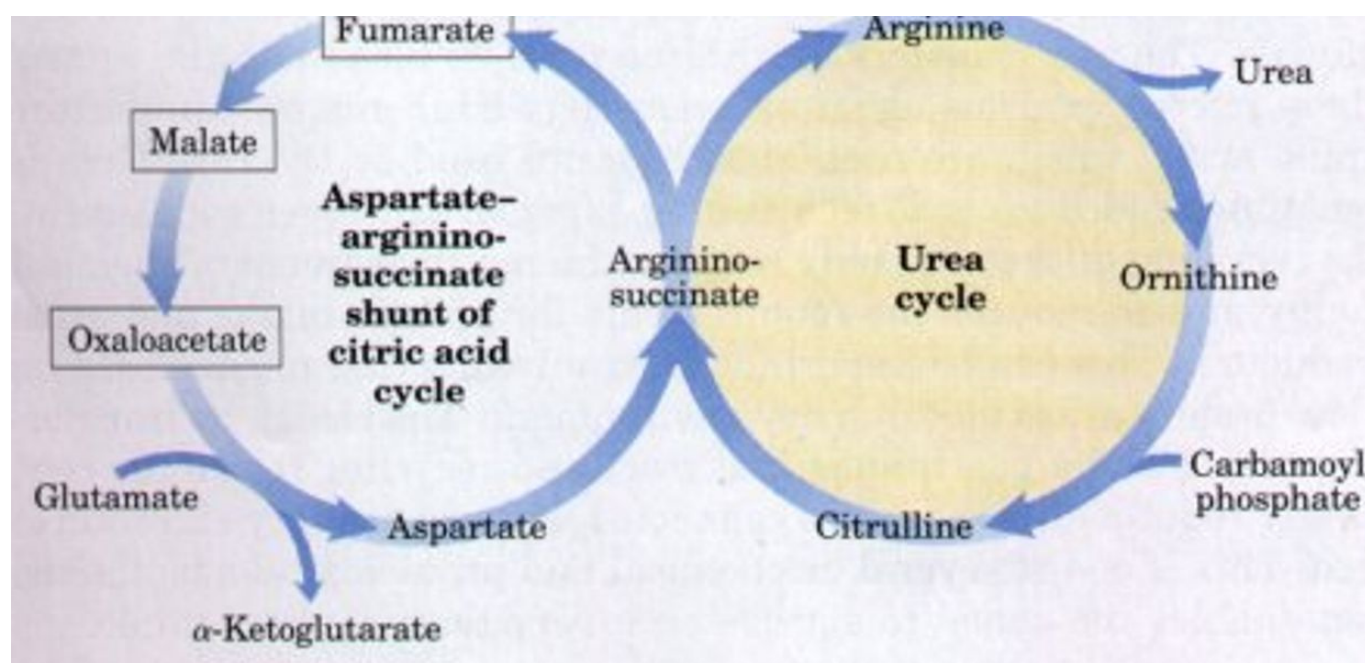 Fumarate
Arginine
Urea
Malate
Aspartate–
arginino-
succinate
shunt of
citric acid
cycle
Arginino-
succinate
Urea
cycle
Ornithine
Oxaloacetate
Glutamate
Carbamoyl
phosphate
Aspartate
Citrulline
α-Ketoglutarate